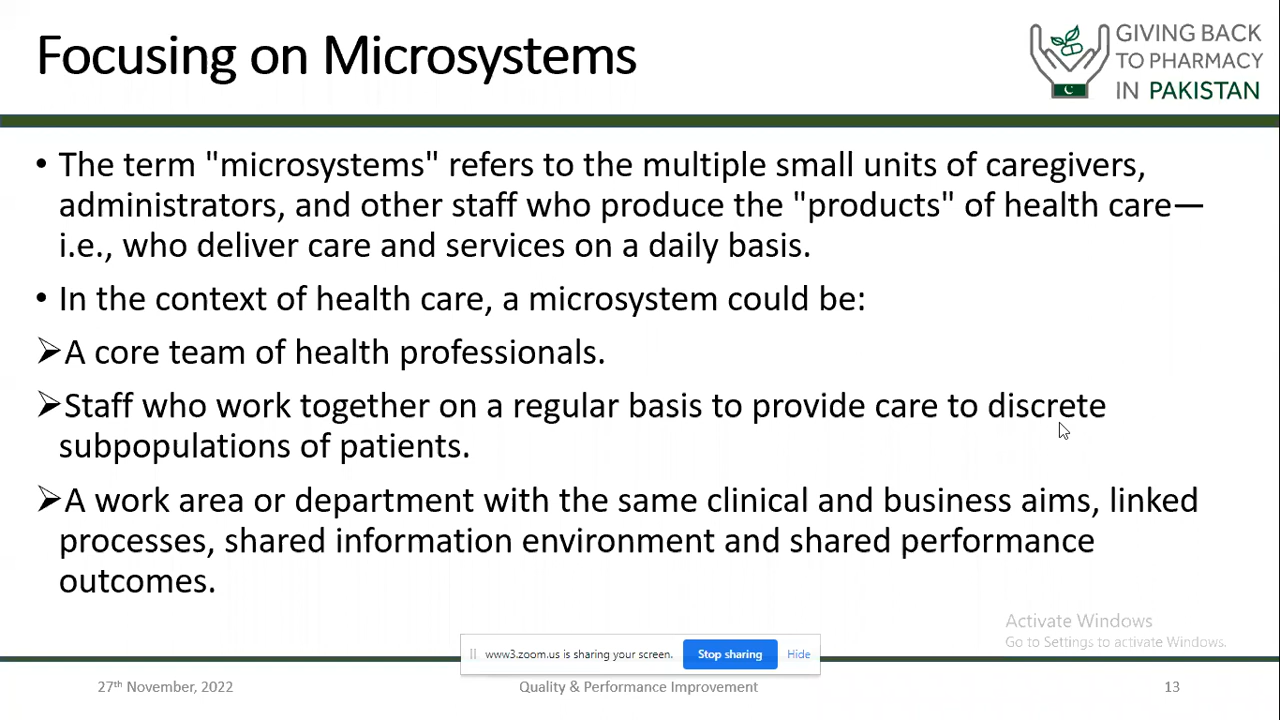 Focusing on Microsystems
GIVING BACK
TO PHARMACY
IN PAKISTAN
• The term "microsystems" refers to the multiple small units of caregivers,
administrators, and other staff who produce the "products" of health care—
i.e., who deliver care and services on a daily basis.
• In the context of health care, a microsystem could be:
➢A core team of health professionals.
➢Staff who work together on a regular basis to provide care to discrete
subpopulations of patients.
➢A work area or department with the same clinical and business aims, linked
processes, shared information environment and shared performance
outcomes.
Activate Windows
Go to Settings to activate Windows.
www3.zoom.us is sharing your screen. Stop sharing Hide
27th November, 2022 Quality & Performance Improvement 13